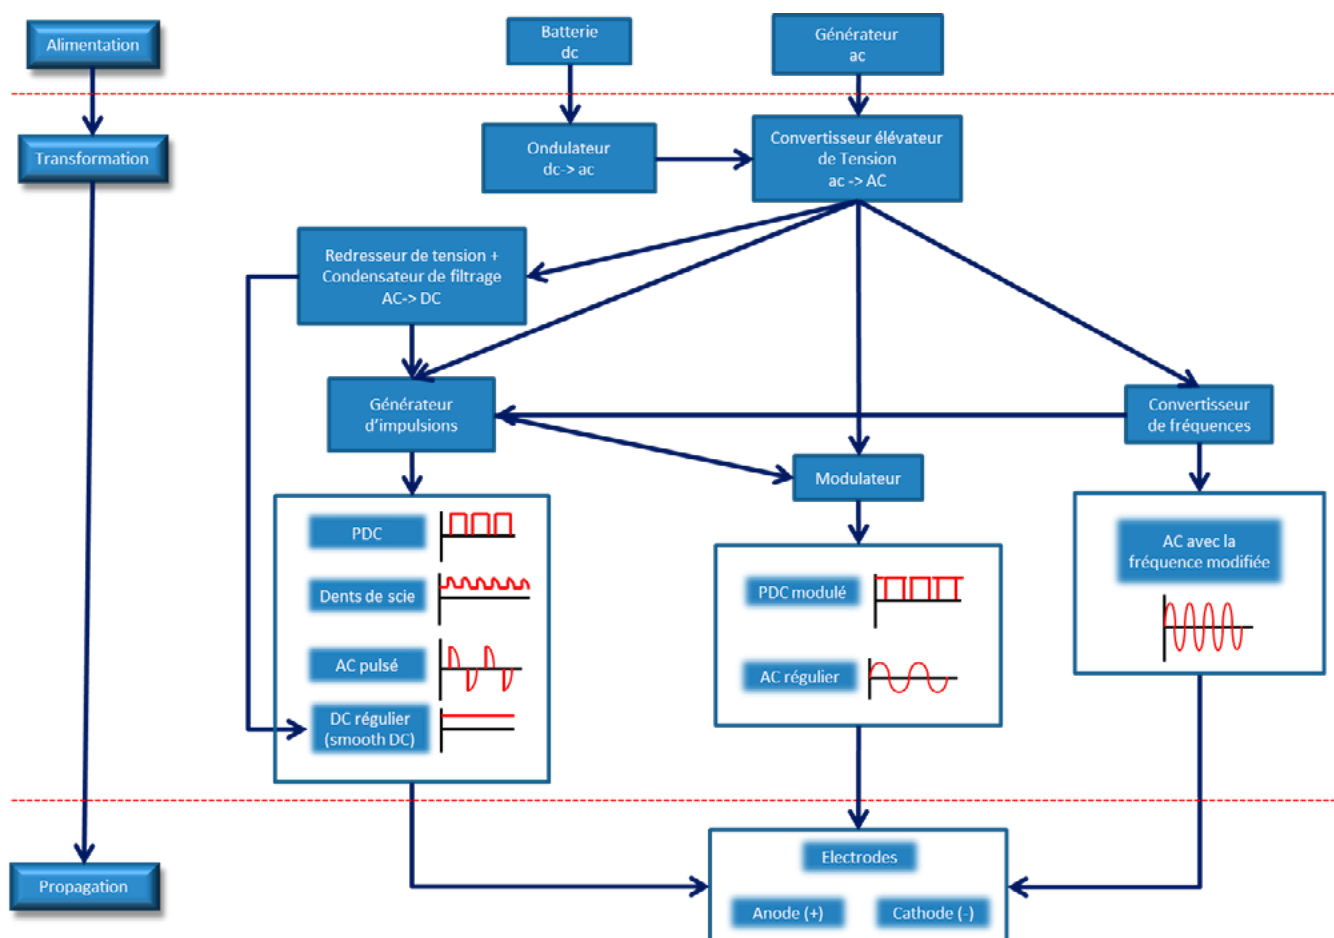 Alimentation
Batterie
dc
Générateur
ac
Transformation
Ondulateur
dc-> ac
Convertisseur élévateur
de Tension
ac -> AC
Redresseur de tension +
Condensateur de filtrage
AC-> DC
Générateur
d'impulsions
Convertisseur
de fréquences
Modulateur
PDC
Dents de scie
AC pulsé
DC régulier
(smooth DC)
PDC modulé
AC régulier
AC avec la
fréquence modifiée
Propagation
Electrodes
Anode (+)
Cathode (-)